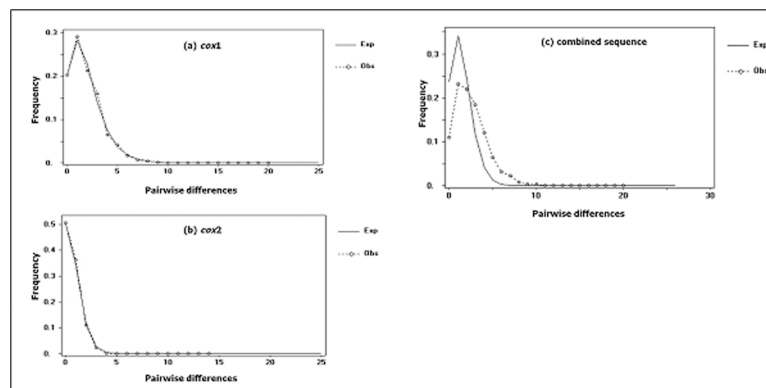 (a) cox1
Exp
Obs
Frequency
0.3
0.2
0.1
0.
0
5
10
15
20
25
Pairwise differences
(b) cox2
Exp
Obs
Frequency
0.5
0.4
0.3
0.2
0.1
0.
0
5
10
15
20
25
Pairwise differences
(c) combined sequence
Exp
Obs
Frequency
0.3
0.2
0.1
0.
0
10
20
30
Pairwise differences